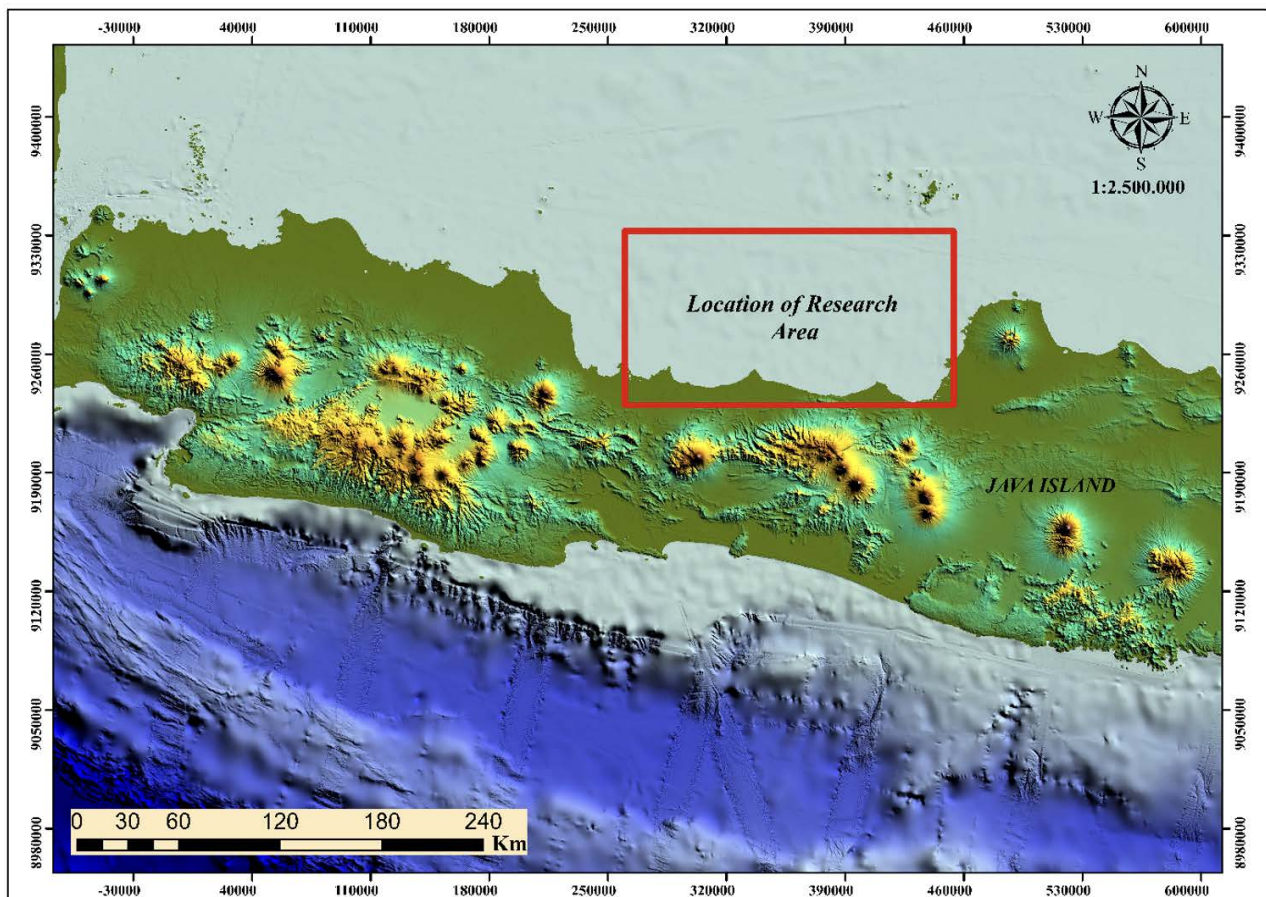 -30000 40000 110000 180000 250000 320000 390000 460000 530000 600000
N
W E
S
1:2.500.000
9400000 9400000
9330000 9330000
Location of Research
Area
9260000 9260000
9190000 9190000
JAVA ISLAND
9120000 9120000
9050000 9050000
8980000 8980000
0 30 60 120 180 240
Km
-30000 40000 110000 180000 250000 320000 390000 460000 530000 600000